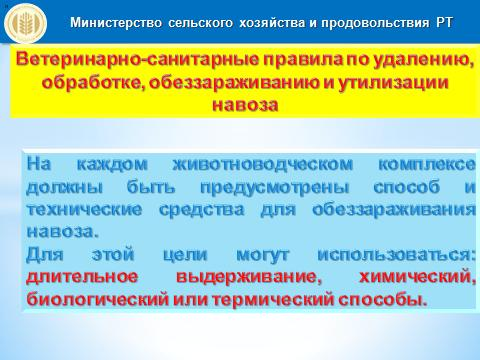 Министерство сельского хозяйства и продовольствия РТ
Ветеринарно-санитарные правила по удалению,
обработке, обеззараживанию и утилизации
навоза
На каждом животноводческом комплексе
должны быть предусмотрены способ и
технические средства для обеззараживания
навоза.
Для этой цели могут использоваться:
длительное выдерживание, химический,
биологический или термический способы.